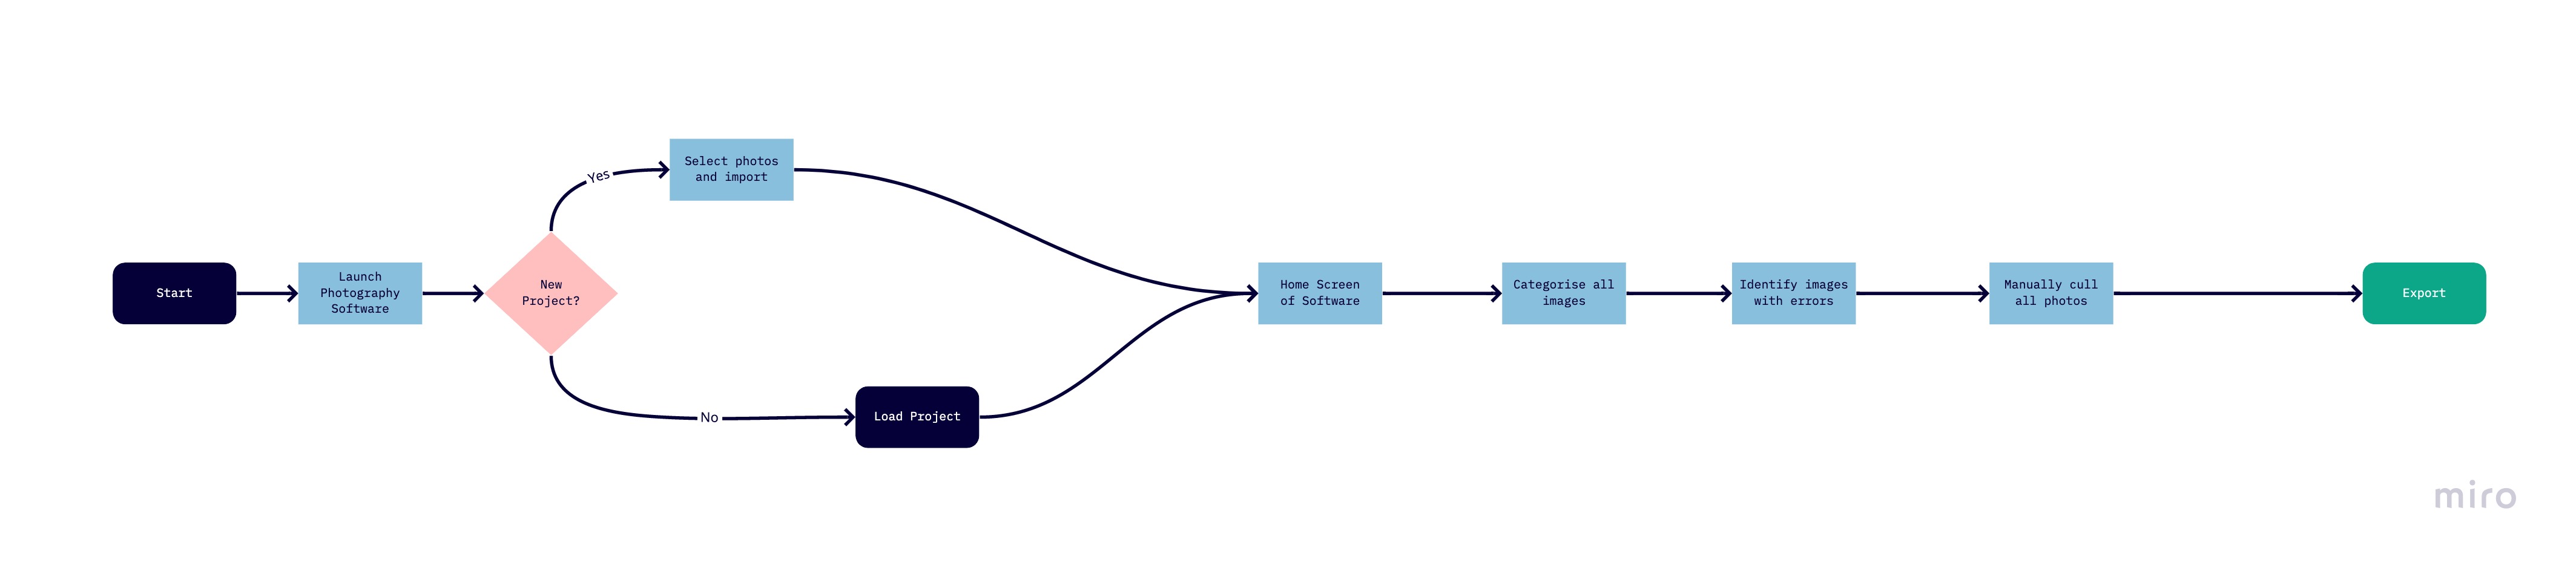 Start
Launch
Photography
Software
New
Project?
Yes
Select photos
and import
No
Load Project
Home Screen
of Software
Categorise all
images
Identify images
with errors
Manually cull
all photos
Export
miro